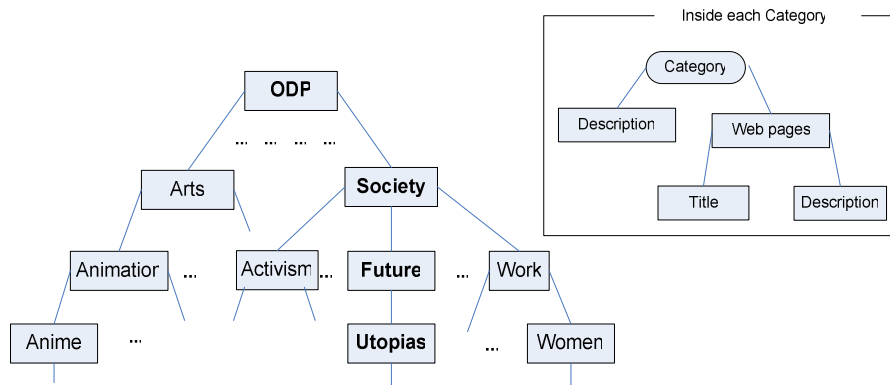 Inside each Category
Category
Description
Web pages
Title
Description
ODP
... ... ... ...
Arts
Society
Animation
...
Activism
...
Future
...
Work
Anime
...
Utopias
...
Women